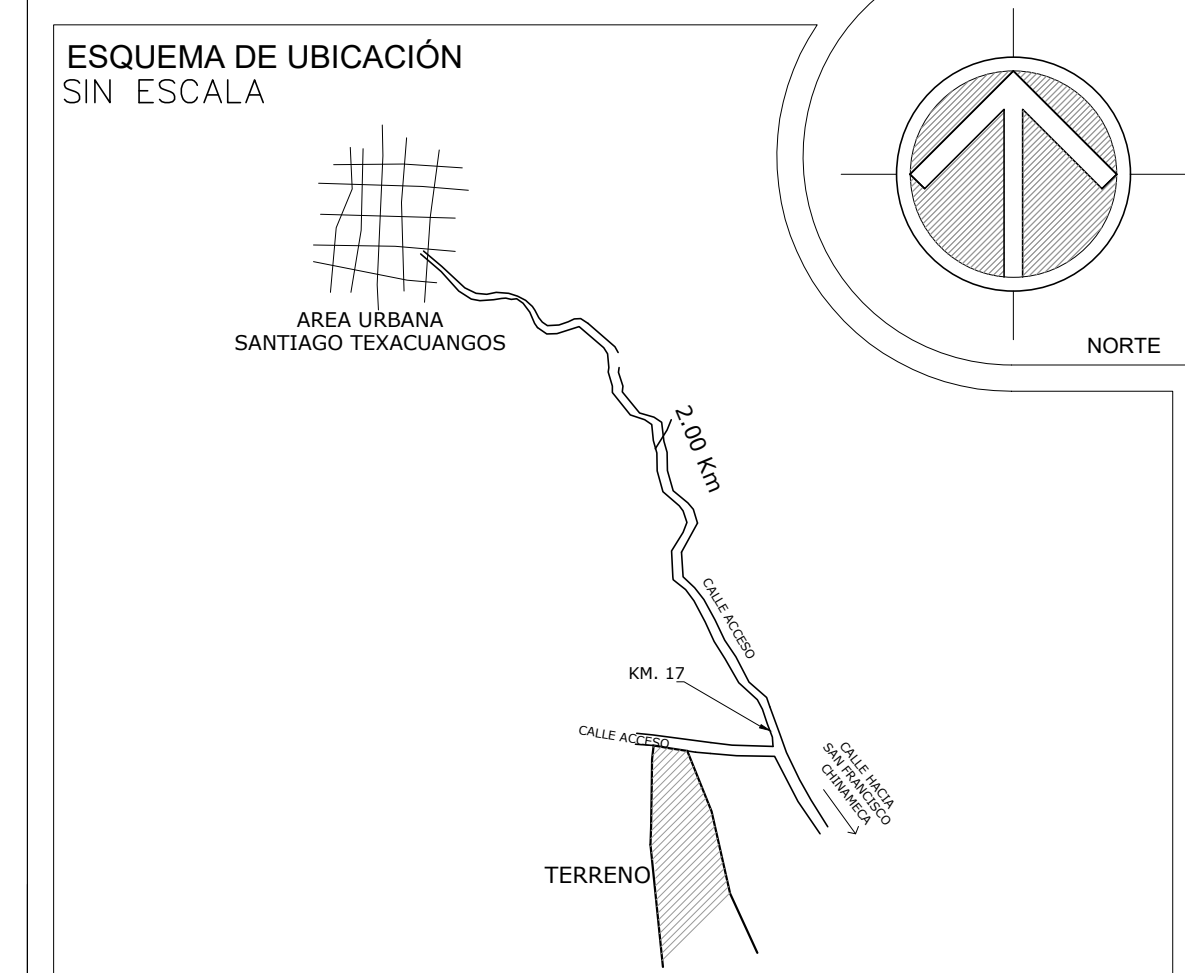 ESQUEMA DE UBICACIÓN
SIN ESCALA
NORTE
AREA URBANA
SANTIAGO TEXACUANGOS
2.00 Km
CALLE ACCESO
KM. 17
CALLE ACCESO
CALLE HACIA
SAN FRANCISCO
CHINAMECA
TERRENO